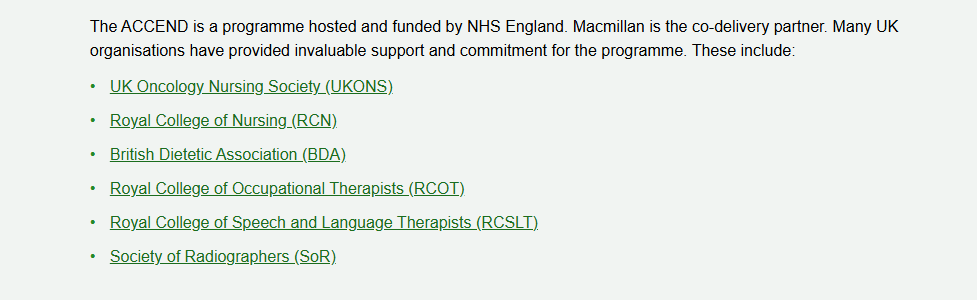 The ACCEND is a programme hosted and funded by NHS England. Macmillan is the co-delivery partner. Many UK
organisations have provided invaluable support and commitment for the programme. These include:
• UK Oncology Nursing Society (UKONS)
• Royal College of Nursing (RCN)
• British Dietetic Association (BDA)
• Royal College of Occupational Therapists (RCOT)
• Royal College of Speech and Language Therapists (RCSLT)
• Society of Radiographers (SoR)